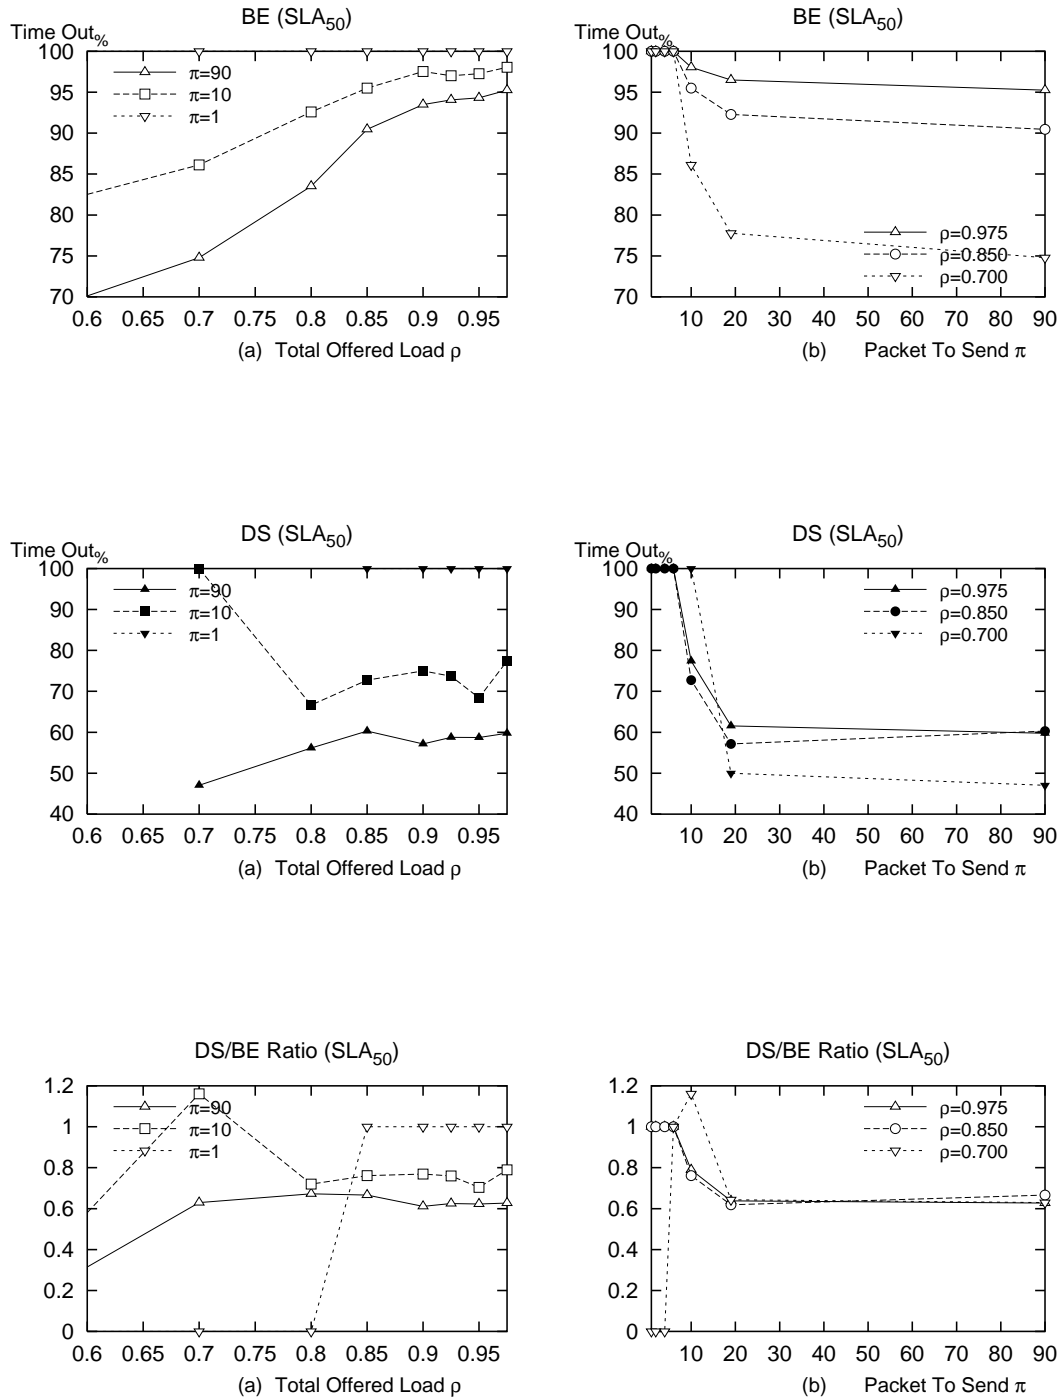 BE (SLA50)
Time Out%
100
95
90
85
80
75
70
π=90
π=10
π=1
0.6 0.65 0.7 0.75 0.8 0.85 0.9 0.95
(a) Total Offered Load ρ
BE (SLA50)
Time Out%
100
95
90
85
80
75
70
ρ=0.975
ρ=0.850
ρ=0.700
10 20 30 40 50 60 70 80 90
(b) Packet To Send π
DS (SLA50)
Time Out%
100
90
80
70
60
50
40
π=90
π=10
π=1
0.6 0.65 0.7 0.75 0.8 0.85 0.9 0.95
(a) Total Offered Load ρ
DS (SLA50)
Time Out%
100
90
80
70
60
50
40
ρ=0.975
ρ=0.850
ρ=0.700
10 20 30 40 50 60 70 80 90
(b) Packet To Send π
DS/BE Ratio (SLA50)
1.2
1
0.8
0.6
0.4
0.2
0
π=90
π=10
π=1
0.6 0.65 0.7 0.75 0.8 0.85 0.9 0.95
(a) Total Offered Load ρ
DS/BE Ratio (SLA50)
1.2
1
0.8
0.6
0.4
0.2
0
ρ=0.975
ρ=0.850
ρ=0.700
10 20 30 40 50 60 70 80 90
(b) Packet To Send π